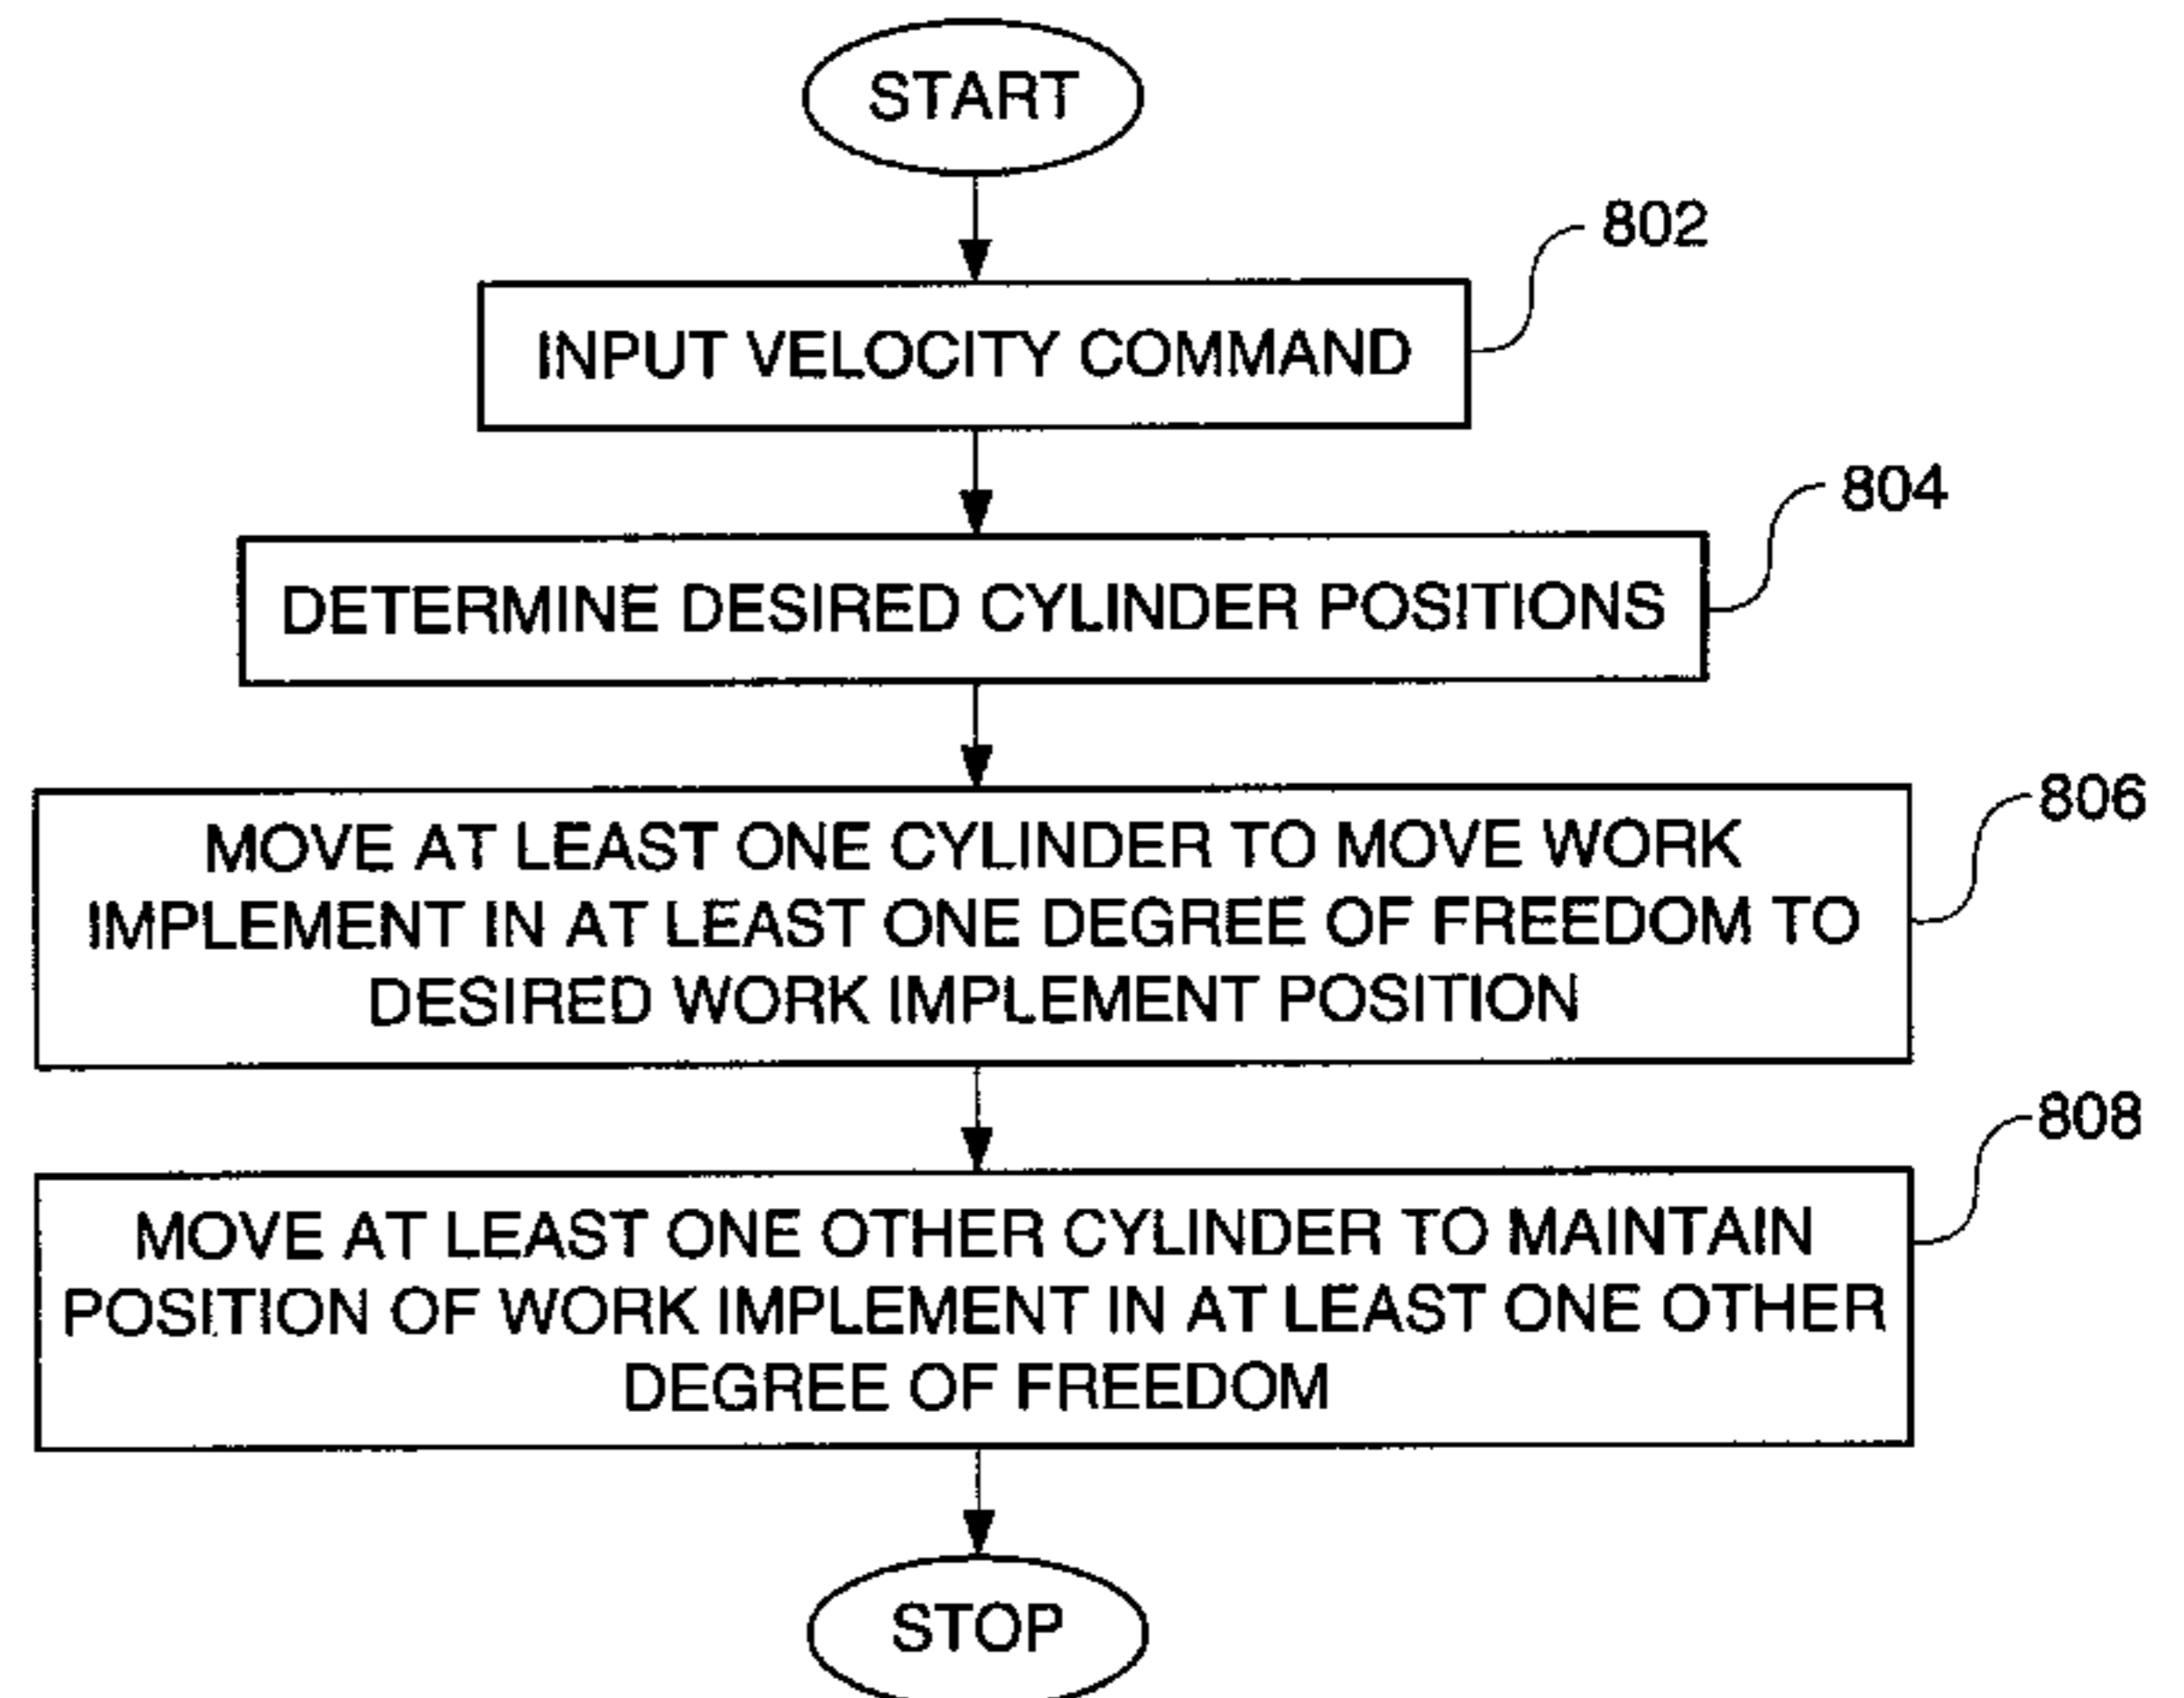 START
802
INPUT VELOCITY COMMAND
804
DETERMINE DESIRED CYLINDER POSITIONS
806
MOVE AT LEAST ONE CYLINDER TO MOVE WORK
IMPLEMENT IN AT LEAST ONE DEGREE OF FREEDOM TO
DESIRED WORK IMPLEMENT POSITION
808
MOVE AT LEAST ONE OTHER CYLINDER TO MAINTAIN
POSITION OF WORK IMPLEMENT IN AT LEAST ONE OTHER
DEGREE OF FREEDOM
STOP